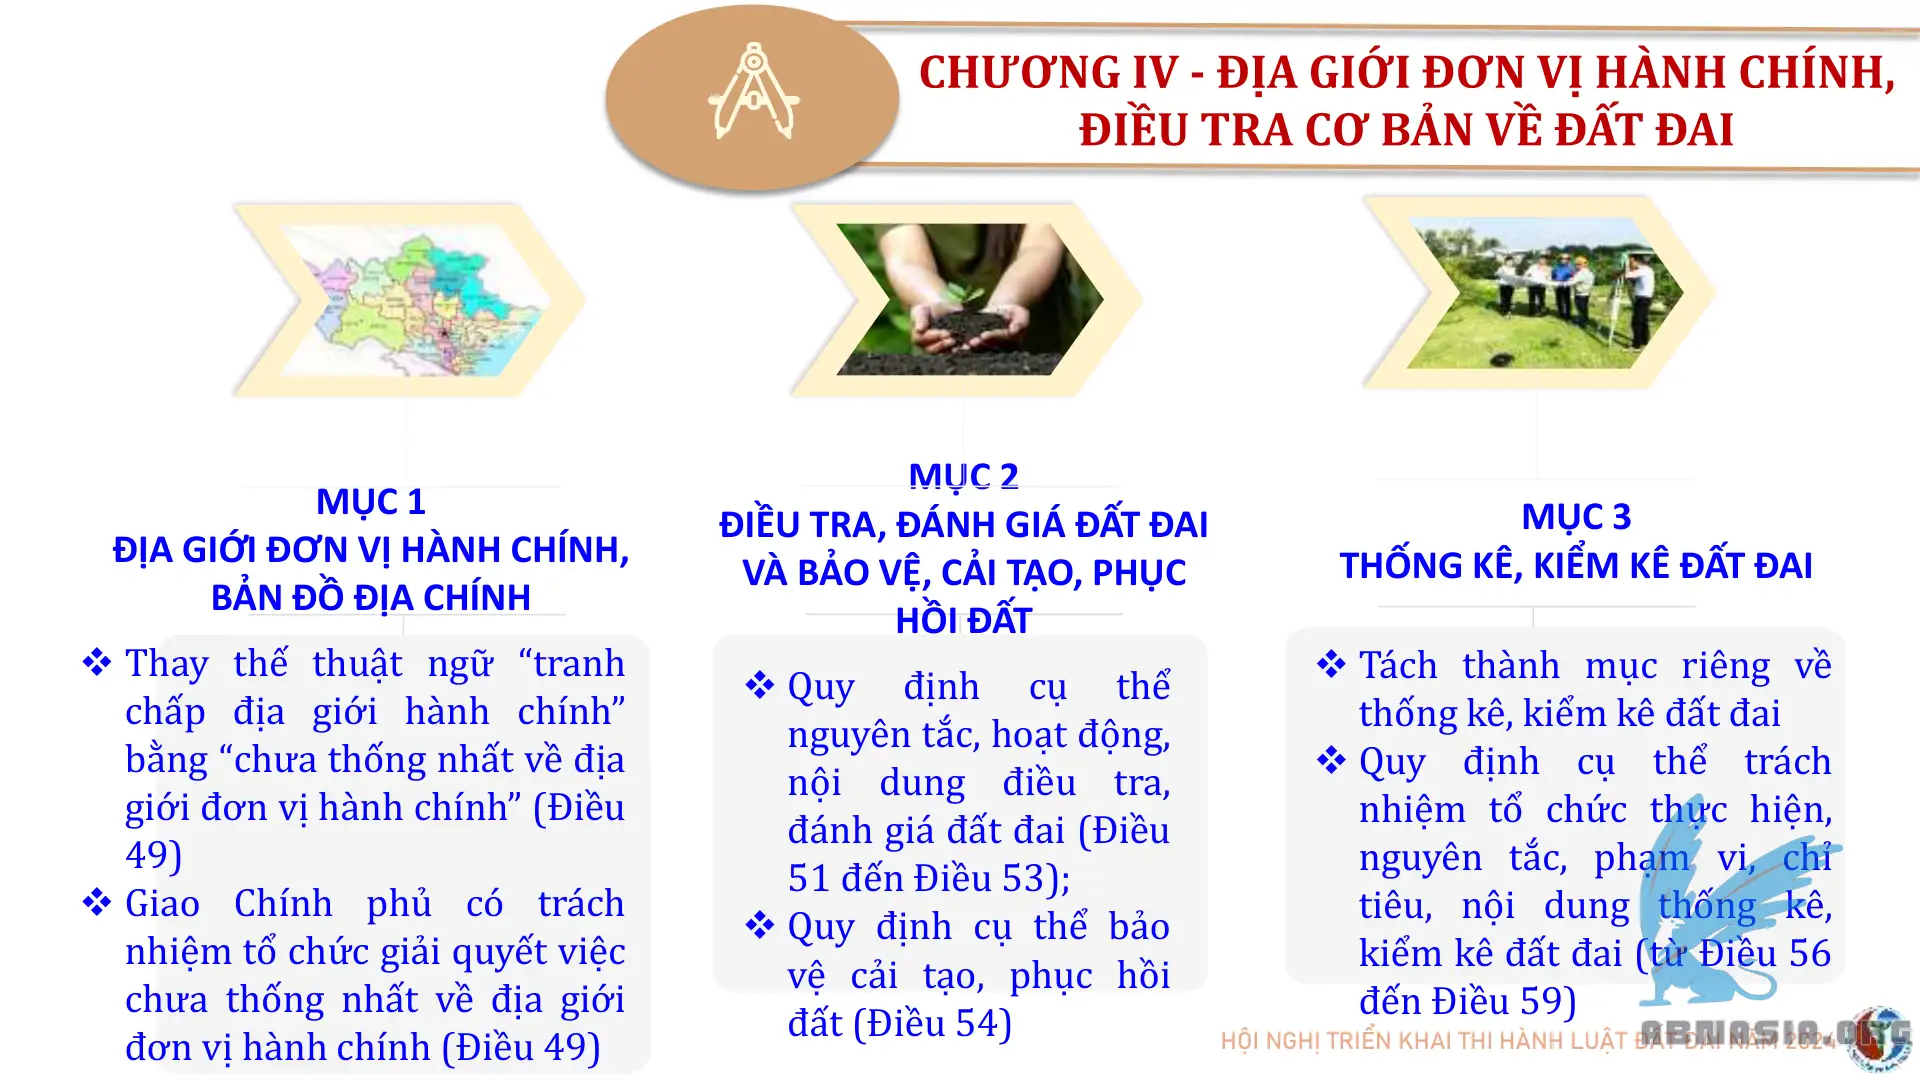 CHƯƠNG IV - ĐỊA GIỚI ĐƠN VỊ HÀNH CHÍNH,
ĐIỀU TRA CƠ BẢN VỀ ĐẤT ĐAI
MỤC 1
ĐỊA GIỚI ĐƠN VỊ HÀNH CHÍNH,
BẢN ĐỒ ĐỊA CHÍNH
❖ Thay thế thuật ngữ “tranh
chấp địa giới hành chính”
bằng “chưa thống nhất về địa
giới đơn vị hành chính” (Điều
49)
❖ Giao Chính phủ có trách
nhiệm tổ chức giải quyết việc
chưa thống nhất về địa giới
đơn vị hành chính (Điều 49)
MỤC 2
ĐIỀU TRA, ĐÁNH GIÁ ĐẤT ĐAI
VÀ BẢO VỆ, CẢI TẠO, PHỤC
HỒI ĐẤT
❖ Quy định cụ thể
nguyên tắc, hoạt động,
nội dung điều tra,
đánh giá đất đai (Điều
51 đến Điều 53);
❖ Quy định cụ thể bảo
vệ cải tạo, phục hồi
đất (Điều 54)
MỤC 3
THỐNG KÊ, KIỂM KÊ ĐẤT ĐAI
❖ Tách thành mục riêng về
thống kê, kiểm kê đất đai
❖ Quy định cụ thể trách
nhiệm tổ chức thực hiện,
nguyên tắc, phạm vi, chỉ
tiêu, nội dung thống kê,
kiểm kê đất đai (từ Điều 56
đến Điều 59)
HỘI NGHỊ TRIỂN KHAI THI HÀNH LUẬT ĐẤT ĐAI NĂM 2024
ABNASIA.ORG